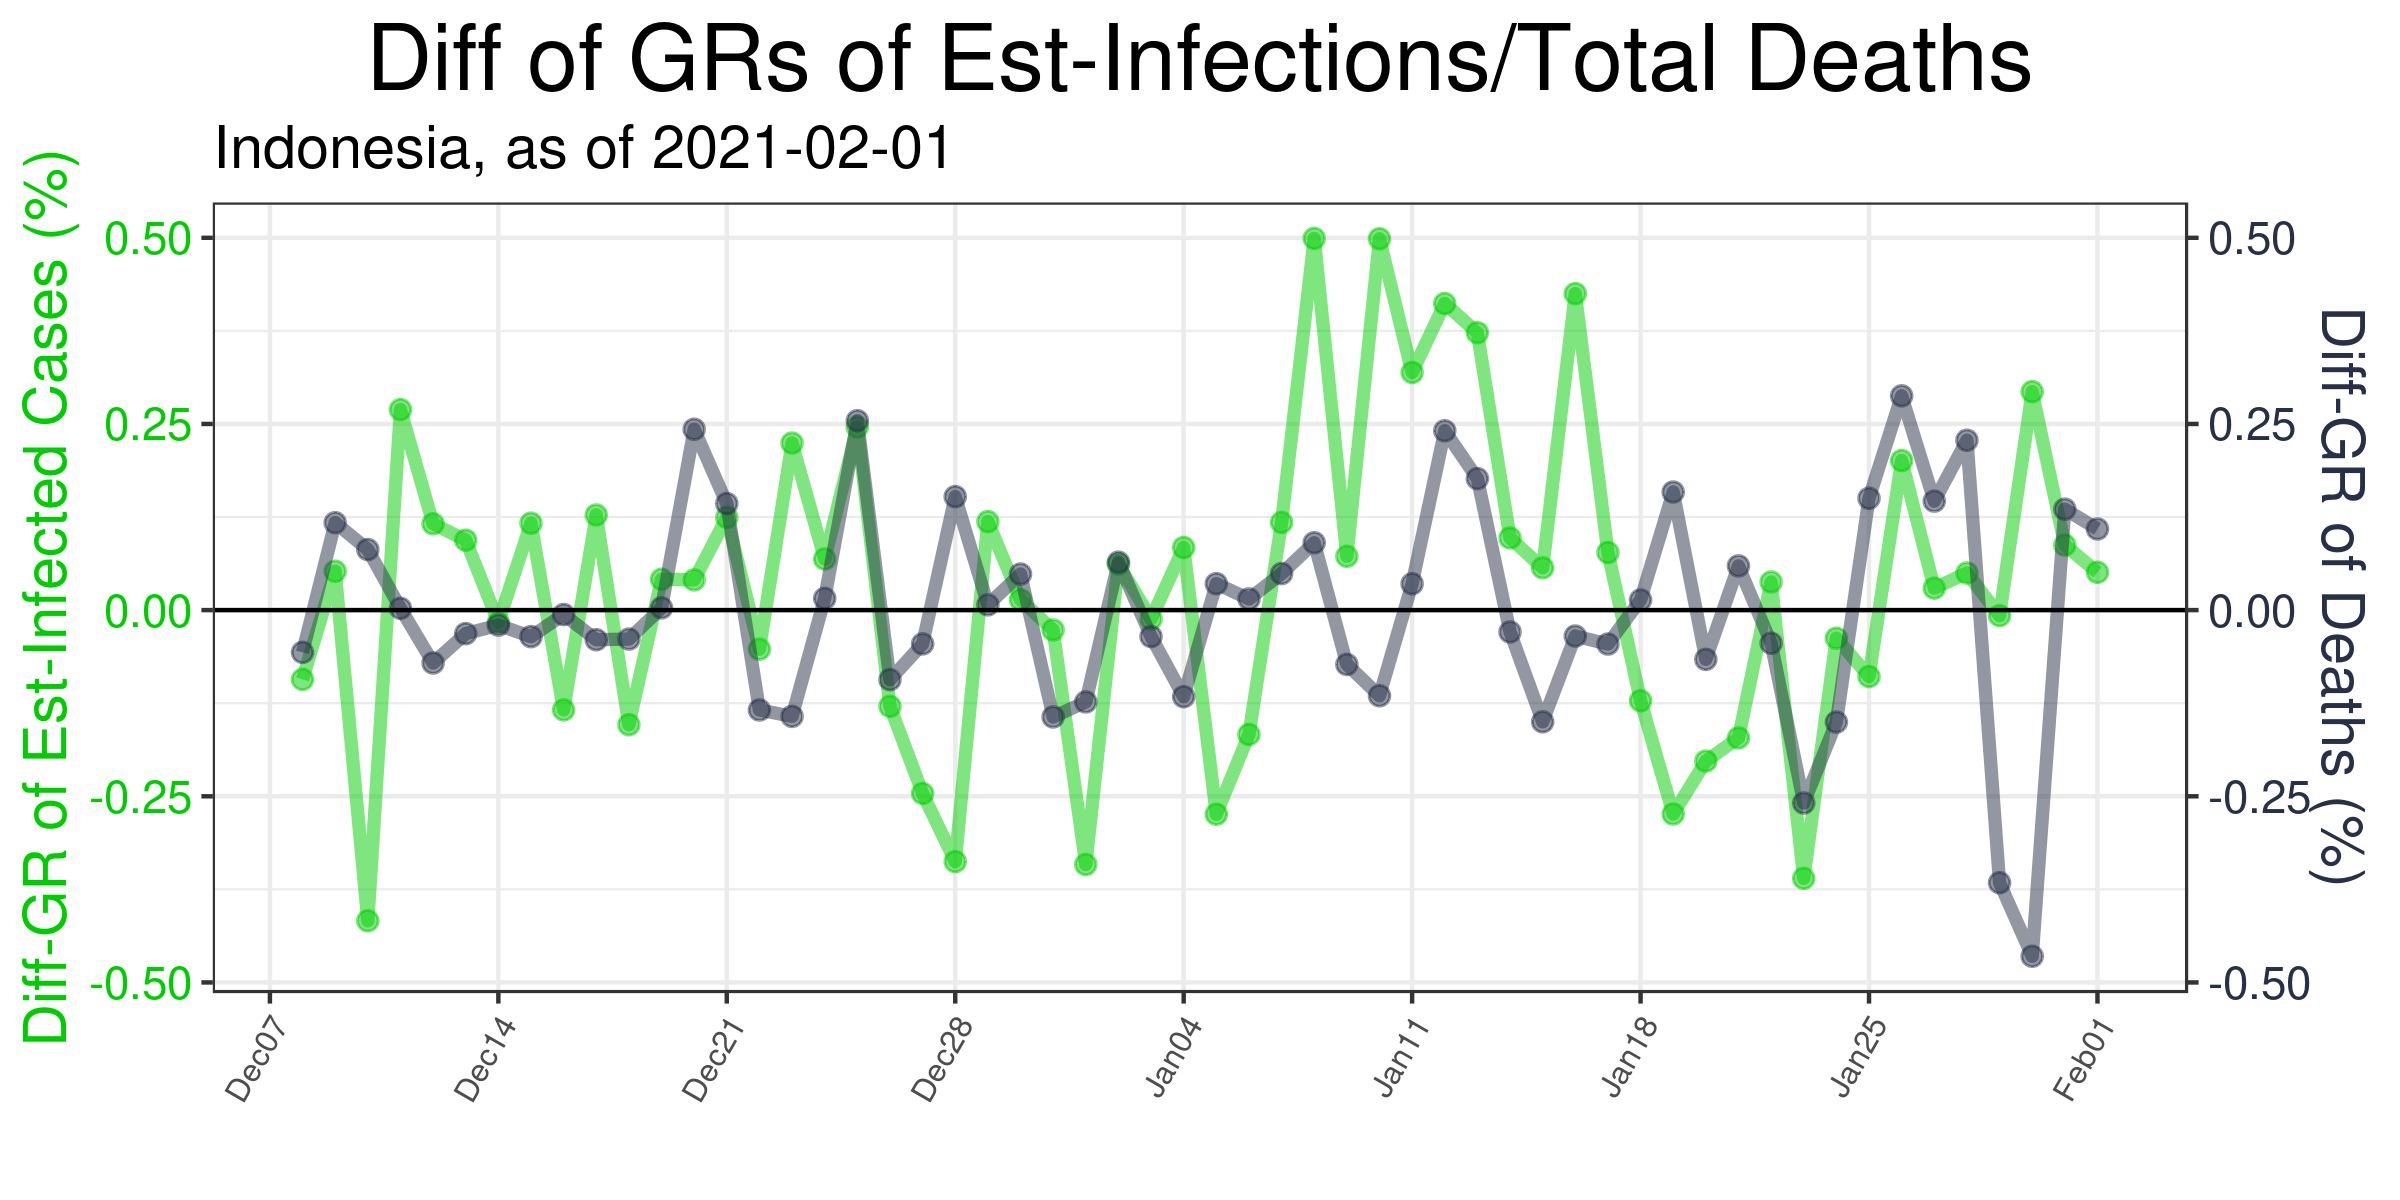 Diff of GRs of Est-Infections/Total Deaths
Indonesia, as of 2021-02-01
Diff-GR of Est-Infected Cases (%)
0.50
0.25
0.00
-0.25
-0.50
0.50
0.25
0.00
-0.25
-0.50
Diff-GR of Deaths (%)
Dec07
Dec14
Dec21
Dec28
Jan04
Jan11
Jan18
Jan25
Feb01